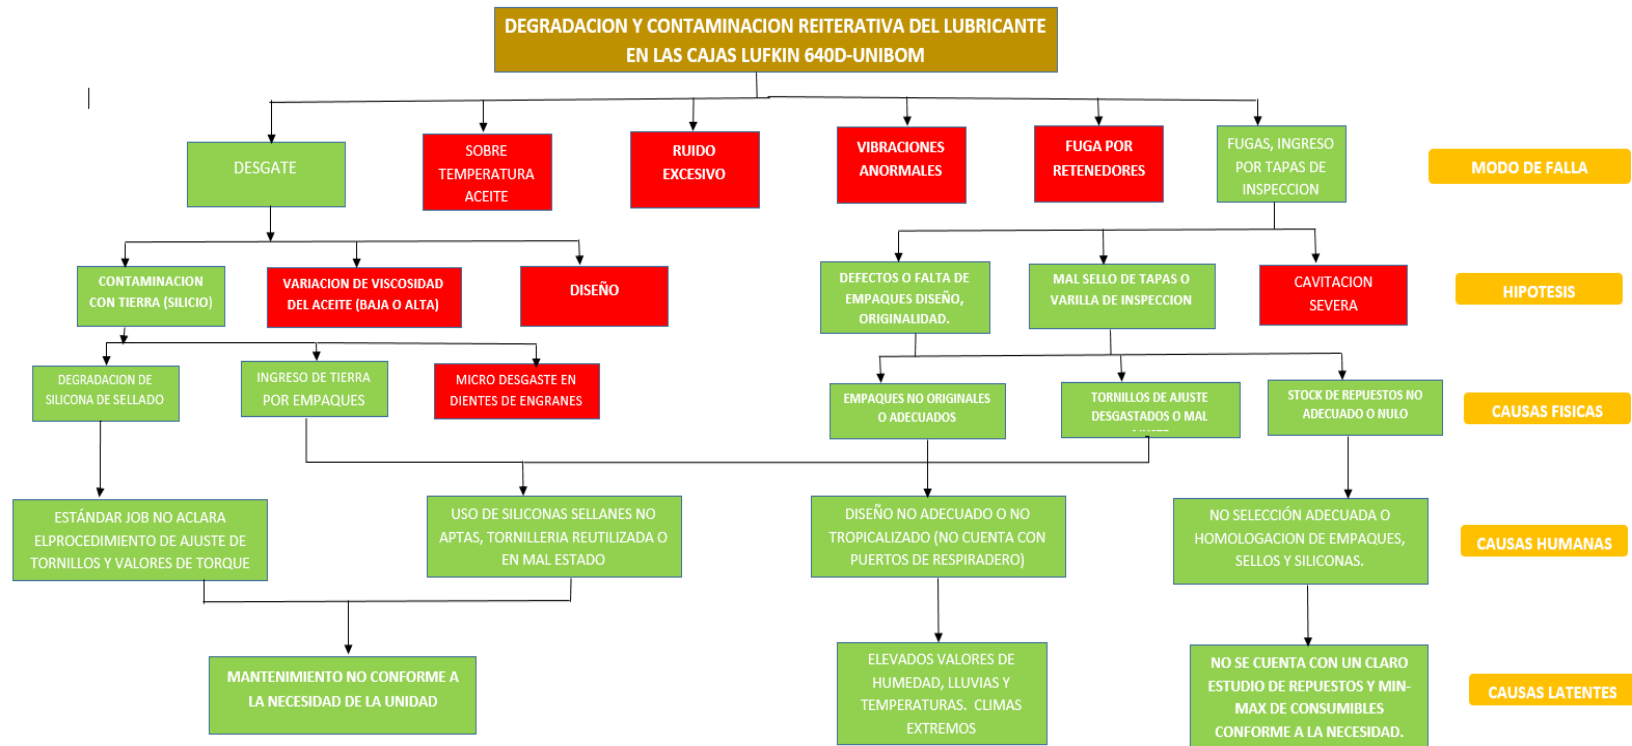 DEGRADACION Y CONTAMINACION REITERATIVA DEL LUBRICANTE
EN LAS CAJAS LUFKIN 640D-UNIBOM
DESGATE
SOBRE
TEMPERATURA
ACEITE
RUIDO
EXCESIVO
VIBRACIONES
ANORMALES
FUGA POR
RETENEDORES
FUGAS, INGRESO
POR TAPAS DE
INSPECCION
MODO DE FALLA
CONTAMINACION
CON TIERRA (SILICIO)
VARIACION DE VISCOSIDAD
DEL ACEITE (BAJA O ALTA)
DISEÑO
DEFECTOS O FALTA DE
EMPAQUES DISEÑO,
ORIGINALIDAD.
MAL SELLO DE TAPAS O
VARILLA DE INSPECCION
CAVITACION
SEVERA
HIPOTESIS
DEGRADACION DE
SILICONA DE SELLADO
INGRESO DE TIERRA
POR EMPAQUES
MICRO DESGASTE EN
DIENTES DE ENGRANES
EMPAQUES NO ORIGINALES
O ADECUADOS
TORNILLOS DE AJUSTE
DESGASTADOS O MAL
STOCK DE REPUESTOS NO
ADECUADO O NULO
CAUSAS FISICAS
ESTÁNDAR JOB NO ACLARA
ELPROCEDIMIENTO DE AJUSTE DE
TORNILLOS Y VALORES DE TORQUE
USO DE SILICONAS SELLANES NO
APTAS, TORNILLERIA REUTILIZADA O
EN MAL ESTADO
DISEÑO NO ADECUADO O NO
TROPICALIZADO (NO CUENTA CON
PUERTOS DE RESPIRADERO)
NO SELECCIÓN ADECUADA O
HOMOLOGACION DE EMPAQUES,
SELLOS Y SILICONAS.
CAUSAS HUMANAS
MANTENIMIENTO NO CONFORME A
LA NECESIDAD DE LA UNIDAD
ELEVADOS VALORES DE
HUMEDAD, LLUVIAS Y
TEMPERATURAS. CLIMAS
EXTREMOS
NO SE CUENTA CON UN CLARO
ESTUDIO DE REPUESTOS Y MIN-
MAX DE CONSUMIBLES
CONFORME A LA NECESIDAD.
CAUSAS LATENTES